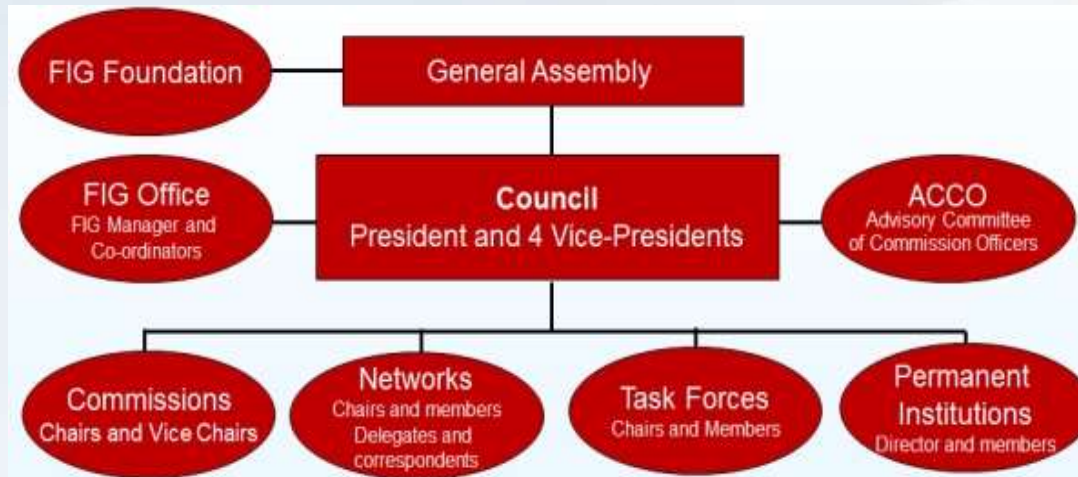 FIG Foundation
General Assembly
FIG Office
FIG Manager and
Co-ordinators
Council
President and 4 Vice-Presidents
ACCO
Advisory Committee
of Commission Officers
Commissions
Chairs and Vice Chairs
Networks
Chairs and members
Delegates and
correspondents
Task Forces
Chairs and Members
Permanent
Institutions
Director and members